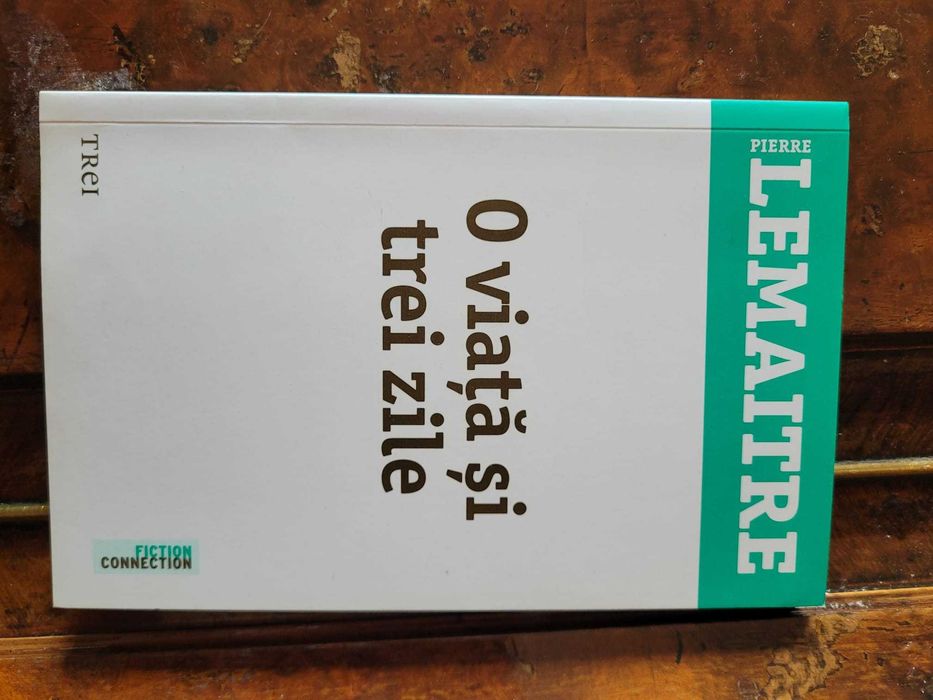 PIERRE
LEMAITRE
O viață și
trei zile
TReI
FICTION
CONNECTION